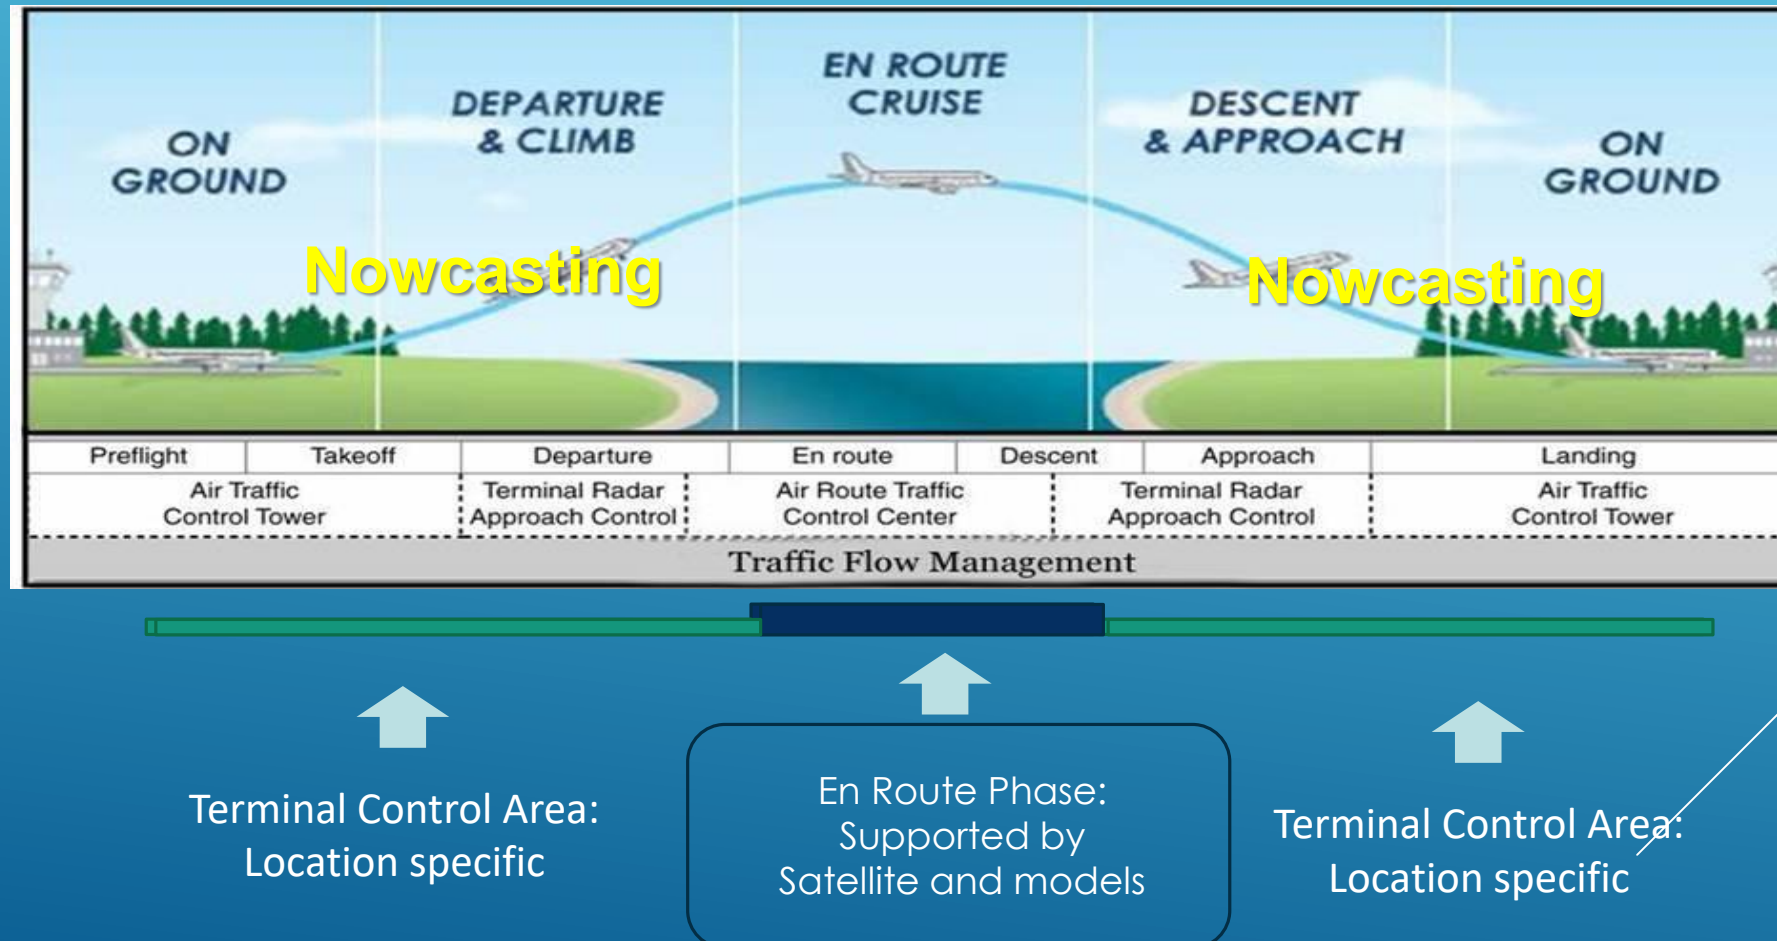 ON
GROUND
DEPARTURE
& CLIMB
EN ROUTE
CRUISE
DESCENT
& APPROACH
ON
GROUND
Nowcasting
Nowcasting
Preflight
Takeoff
Departure
En route
Descent
Approach
Landing
Air Traffic
Control Tower
Terminal Radar
Approach Control
Air Route Traffic
Control Center
Terminal Radar
Approach Control
Air Traffic
Control Tower
Traffic Flow Management
Terminal Control Area:
Location specific
En Route Phase:
Supported by
Satellite and models
Terminal Control Area:
Location specific